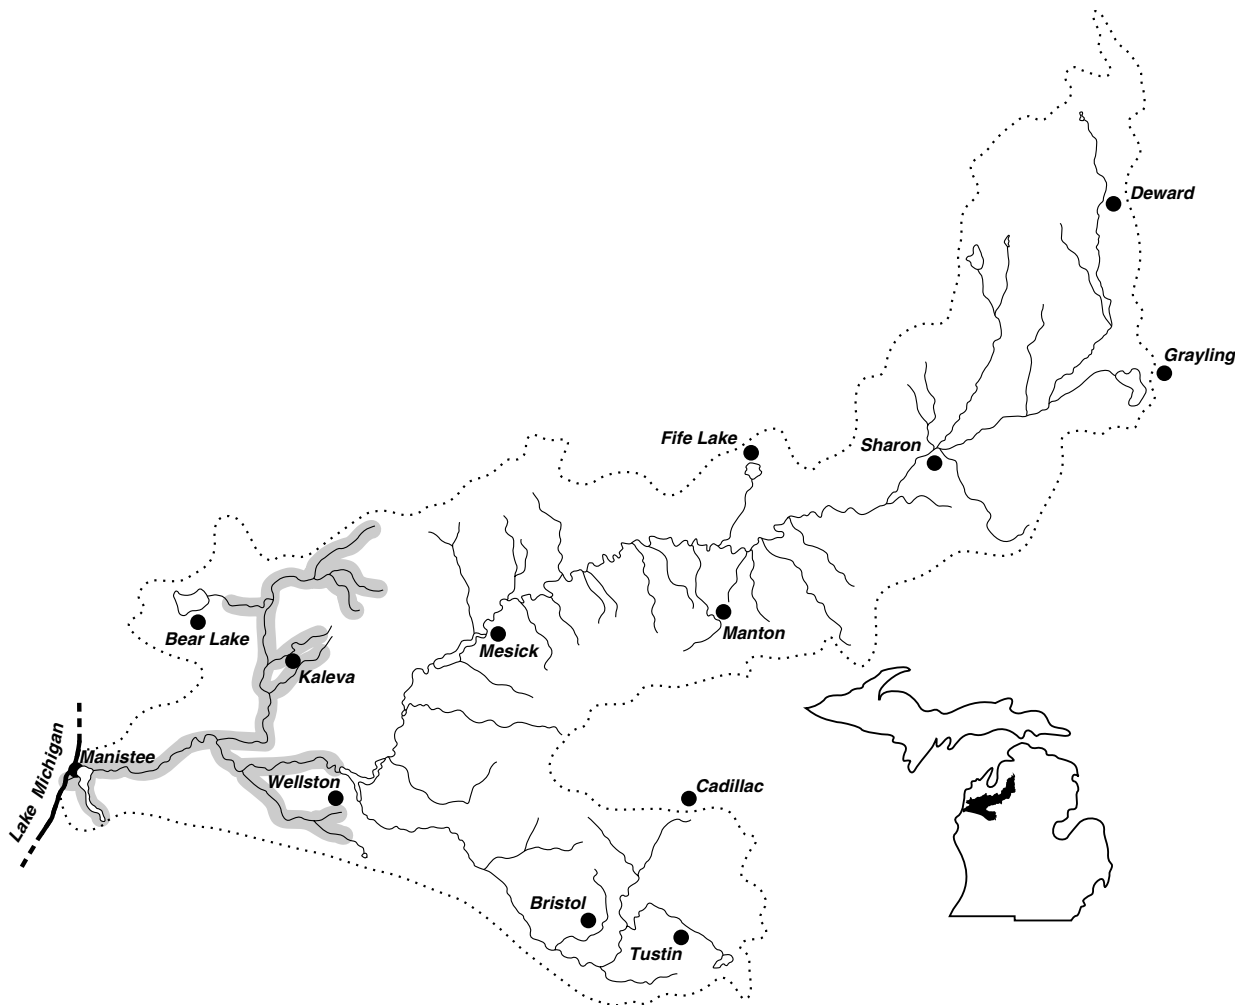 Deward
Grayling
Fife Lake
Sharon
Manton
Mesick
Bear Lake
Kaleva
Lake Michigan
Manistee
Wellston
Cadillac
Bristol
Tustin